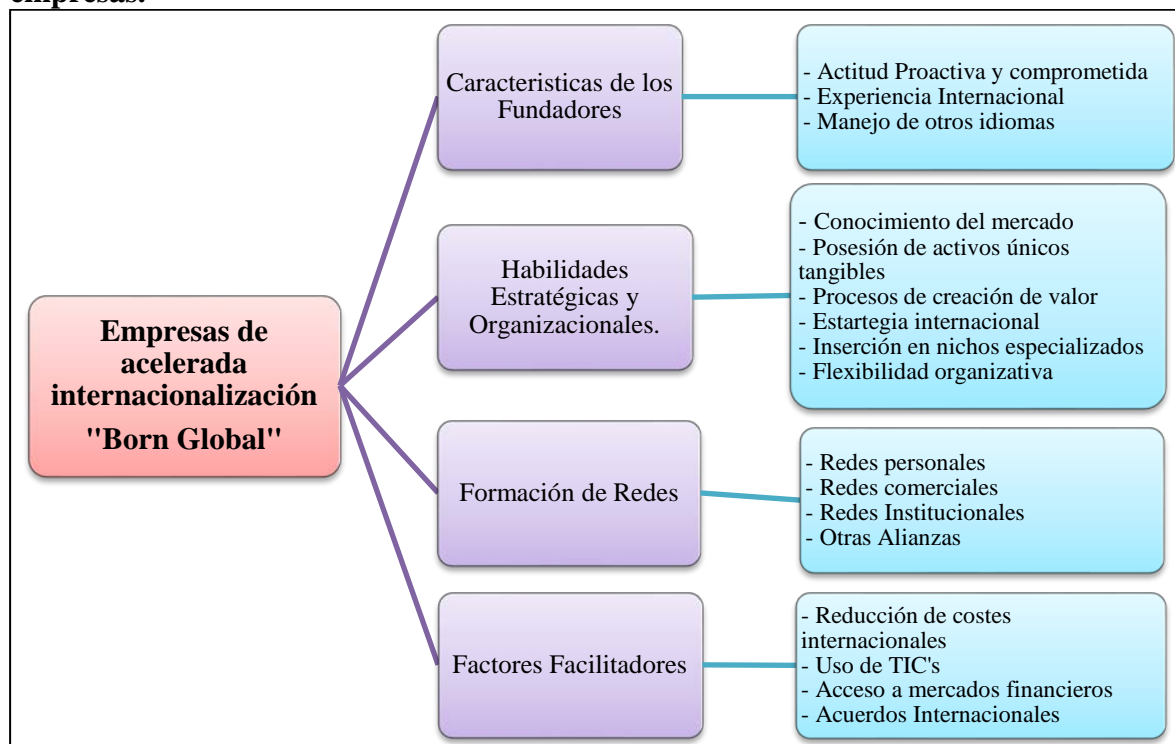 empresas.
Caracteristicas de los
Fundadores
- Actitud Proactiva y comprometida
- Experiencia Internacional
- Manejo de otros idiomas
Habilidades
Estratégicas y
Organizacionales.
- Conocimiento del mercado
- Posesión de activos únicos
tangibles
- Procesos de creación de valor
- Estartegia internacional
- Inserción en nichos especializados
- Flexibilidad organizativa
Empresas de
acelerada
internacionalización
"Born Global"
Formación de Redes
- Redes personales
- Redes comerciales
- Redes Institucionales
- Otras Alianzas
Factores Facilitadores
- Reducción de costes
internacionales
- Uso de TIC's
- Acceso a mercados financieros
- Acuerdos Internacionales